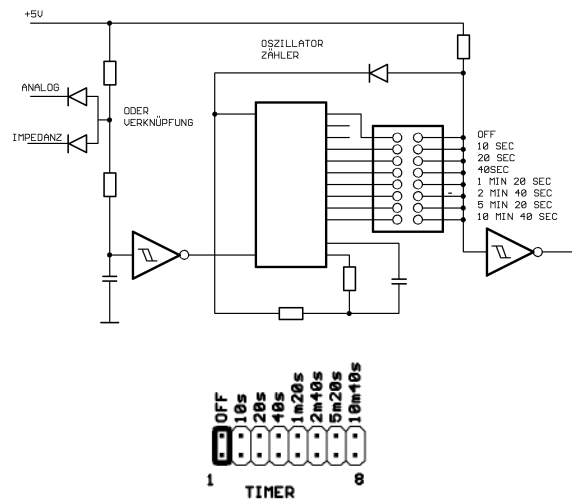 +5V
OSZILLATOR
ZÄHLER
ANALOG
ODER
VERKNÜPFUNG
IMPEDANZ
OFF
10 SEC
20 SEC
40SEC
1 MIN 20 SEC
2 MIN 40 SEC
5 MIN 20 SEC
10 MIN 40 SEC
OFF
10s
20s
40s
1m20s
2m40s
5m20s
10m40s
1
8
TIMER